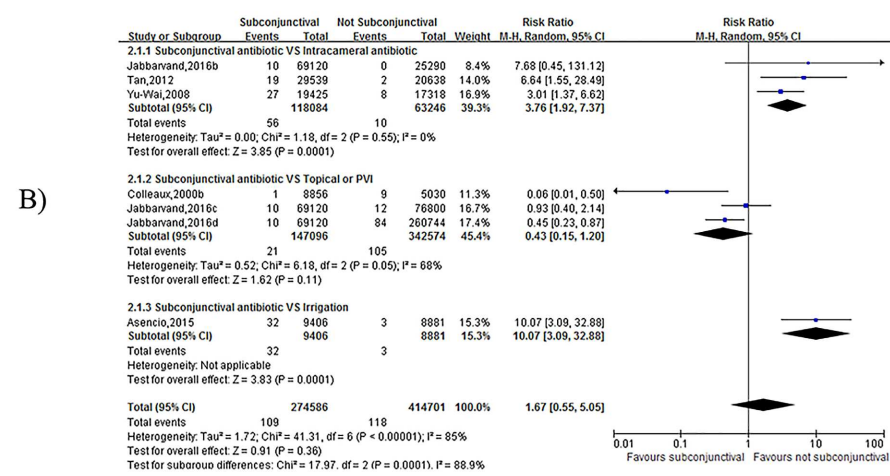 Subconjunctival Not Subconjunctival Risk Ratio Risk Ratio
Study or Subgroup Events Total Events Total Weight M-H, Random, 95% CI M-H, Random, 95% CI
2.1.1 Subconjunctival antibiotic VS Intracameral antibiotic
Jabbarvand,2016b 10 69120 0 25290 8.4% 7.68 [0.45, 131.12]
Tan,2012 19 29539 2 20638 14.0% 6.64 [1.55, 28.49]
Yu-Wai,2008 27 19425 8 17318 16.9% 3.01 [1.37, 6.62]
Subtotal (95% CI) 118084 63246 39.3% 3.76 [1.92, 7.37]
Total events 56 10
Heterogeneity: Tau² = 0.00; Chi² = 1.18, df = 2 (P = 0.55); I² = 0%
Test for overall effect: Z = 3.85 (P = 0.0001)
2.1.2 Subconjunctival antibiotic VS Topical or PVI
B)
Colleaux,2000b 1 8856 9 5030 11.3% 0.06 [0.01, 0.50]
Jabbarvand,2016c 10 69120 12 76800 16.7% 0.93 [0.40, 2.14]
Jabbarvand,2016d 10 69120 84 260744 17.4% 0.45 [0.23, 0.87]
Subtotal (95% CI) 147096 342574 45.4% 0.43 [0.15, 1.20]
Total events 21 105
Heterogeneity: Tau² = 0.52; Chi² = 6.18, df = 2 (P = 0.05); I² = 68%
Test for overall effect: Z = 1.62 (P = 0.11)
2.1.3 Subconjunctival antibiotic VS Irrigation
Asencio,2015 32 9406 3 8881 15.3% 10.07 [3.09, 32.88]
Subtotal (95% CI) 9406 8881 15.3% 10.07 [3.09, 32.88]
Total events 32 3
Heterogeneity: Not applicable
Test for overall effect: Z = 3.83 (P = 0.0001)
Total (95% CI) 274586 414701 100.0% 1.67 [0.55, 5.05]
Total events 109 118
Heterogeneity: Tau² = 1.72; Chi² = 41.31, df = 6 (P < 0.00001); I² = 85%
Test for overall effect: Z = 0.91 (P = 0.36)
Test for subgroup differences: Chi² = 17.97, df = 2 (P = 0.0001), I² = 88.9%
0.01 0.1 1 10 100
Favours subconjunctival Favours not subconjunctival